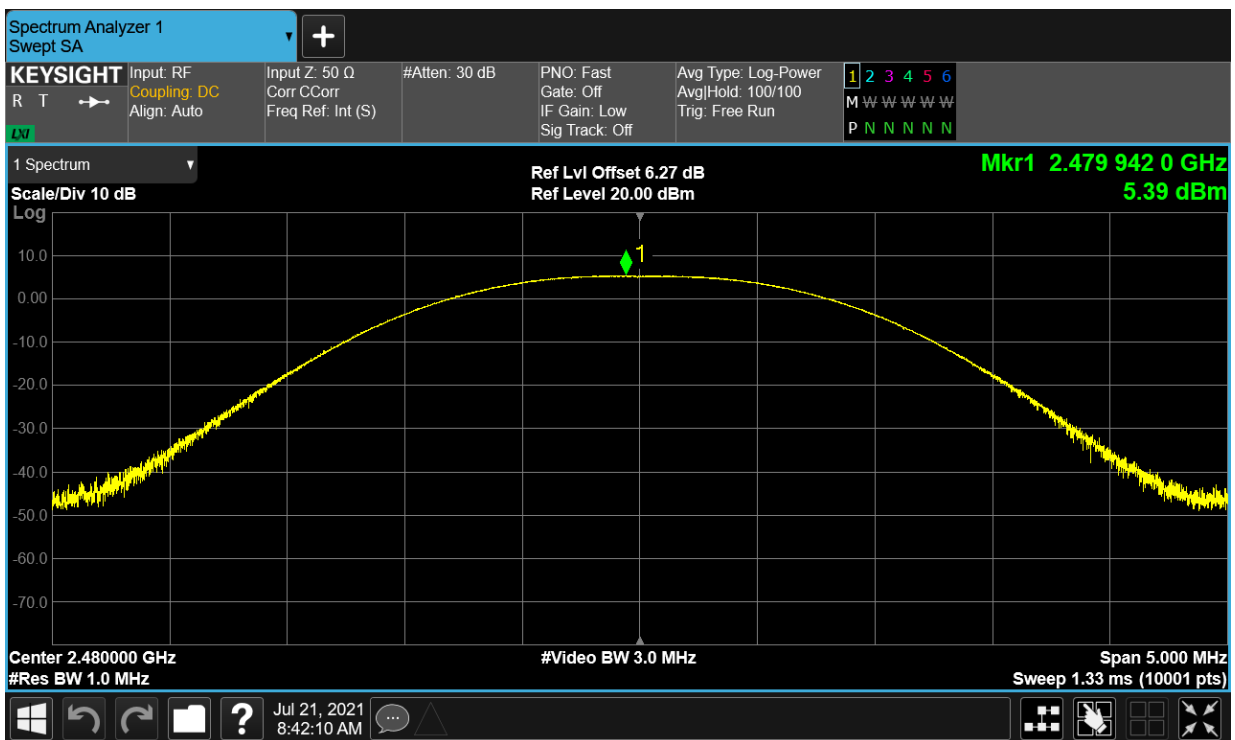 Spectrum Analyzer 1
Swept SA
+
KEYSIGHT
R T
LXI
Input: RF
Coupling: DC
Align: Auto
Input Z: 50 Ω
Corr CCorr
Freq Ref: Int (S)
#Atten: 30 dB
PNO: Fast
Gate: Off
IF Gain: Low
Sig Track: Off
Avg Type: Log-Power
Avg|Hold: 100/100
Trig: Free Run
1 2 3 4 5 6
M W W W W W
P N N N N N
1 Spectrum
Scale/Div 10 dB
Log
Ref Lvl Offset 6.27 dB
Ref Level 20.00 dBm
Mkr1 2.479 942 0 GHz
5.39 dBm
1
10.0
0.00
-10.0
-20.0
-30.0
-40.0
-50.0
-60.0
-70.0
Center 2.480000 GHz
#Res BW 1.0 MHz
#Video BW 3.0 MHz
Span 5.000 MHz
Sweep 1.33 ms (10001 pts)
?
Jul 21, 2021
8:42:10 AM